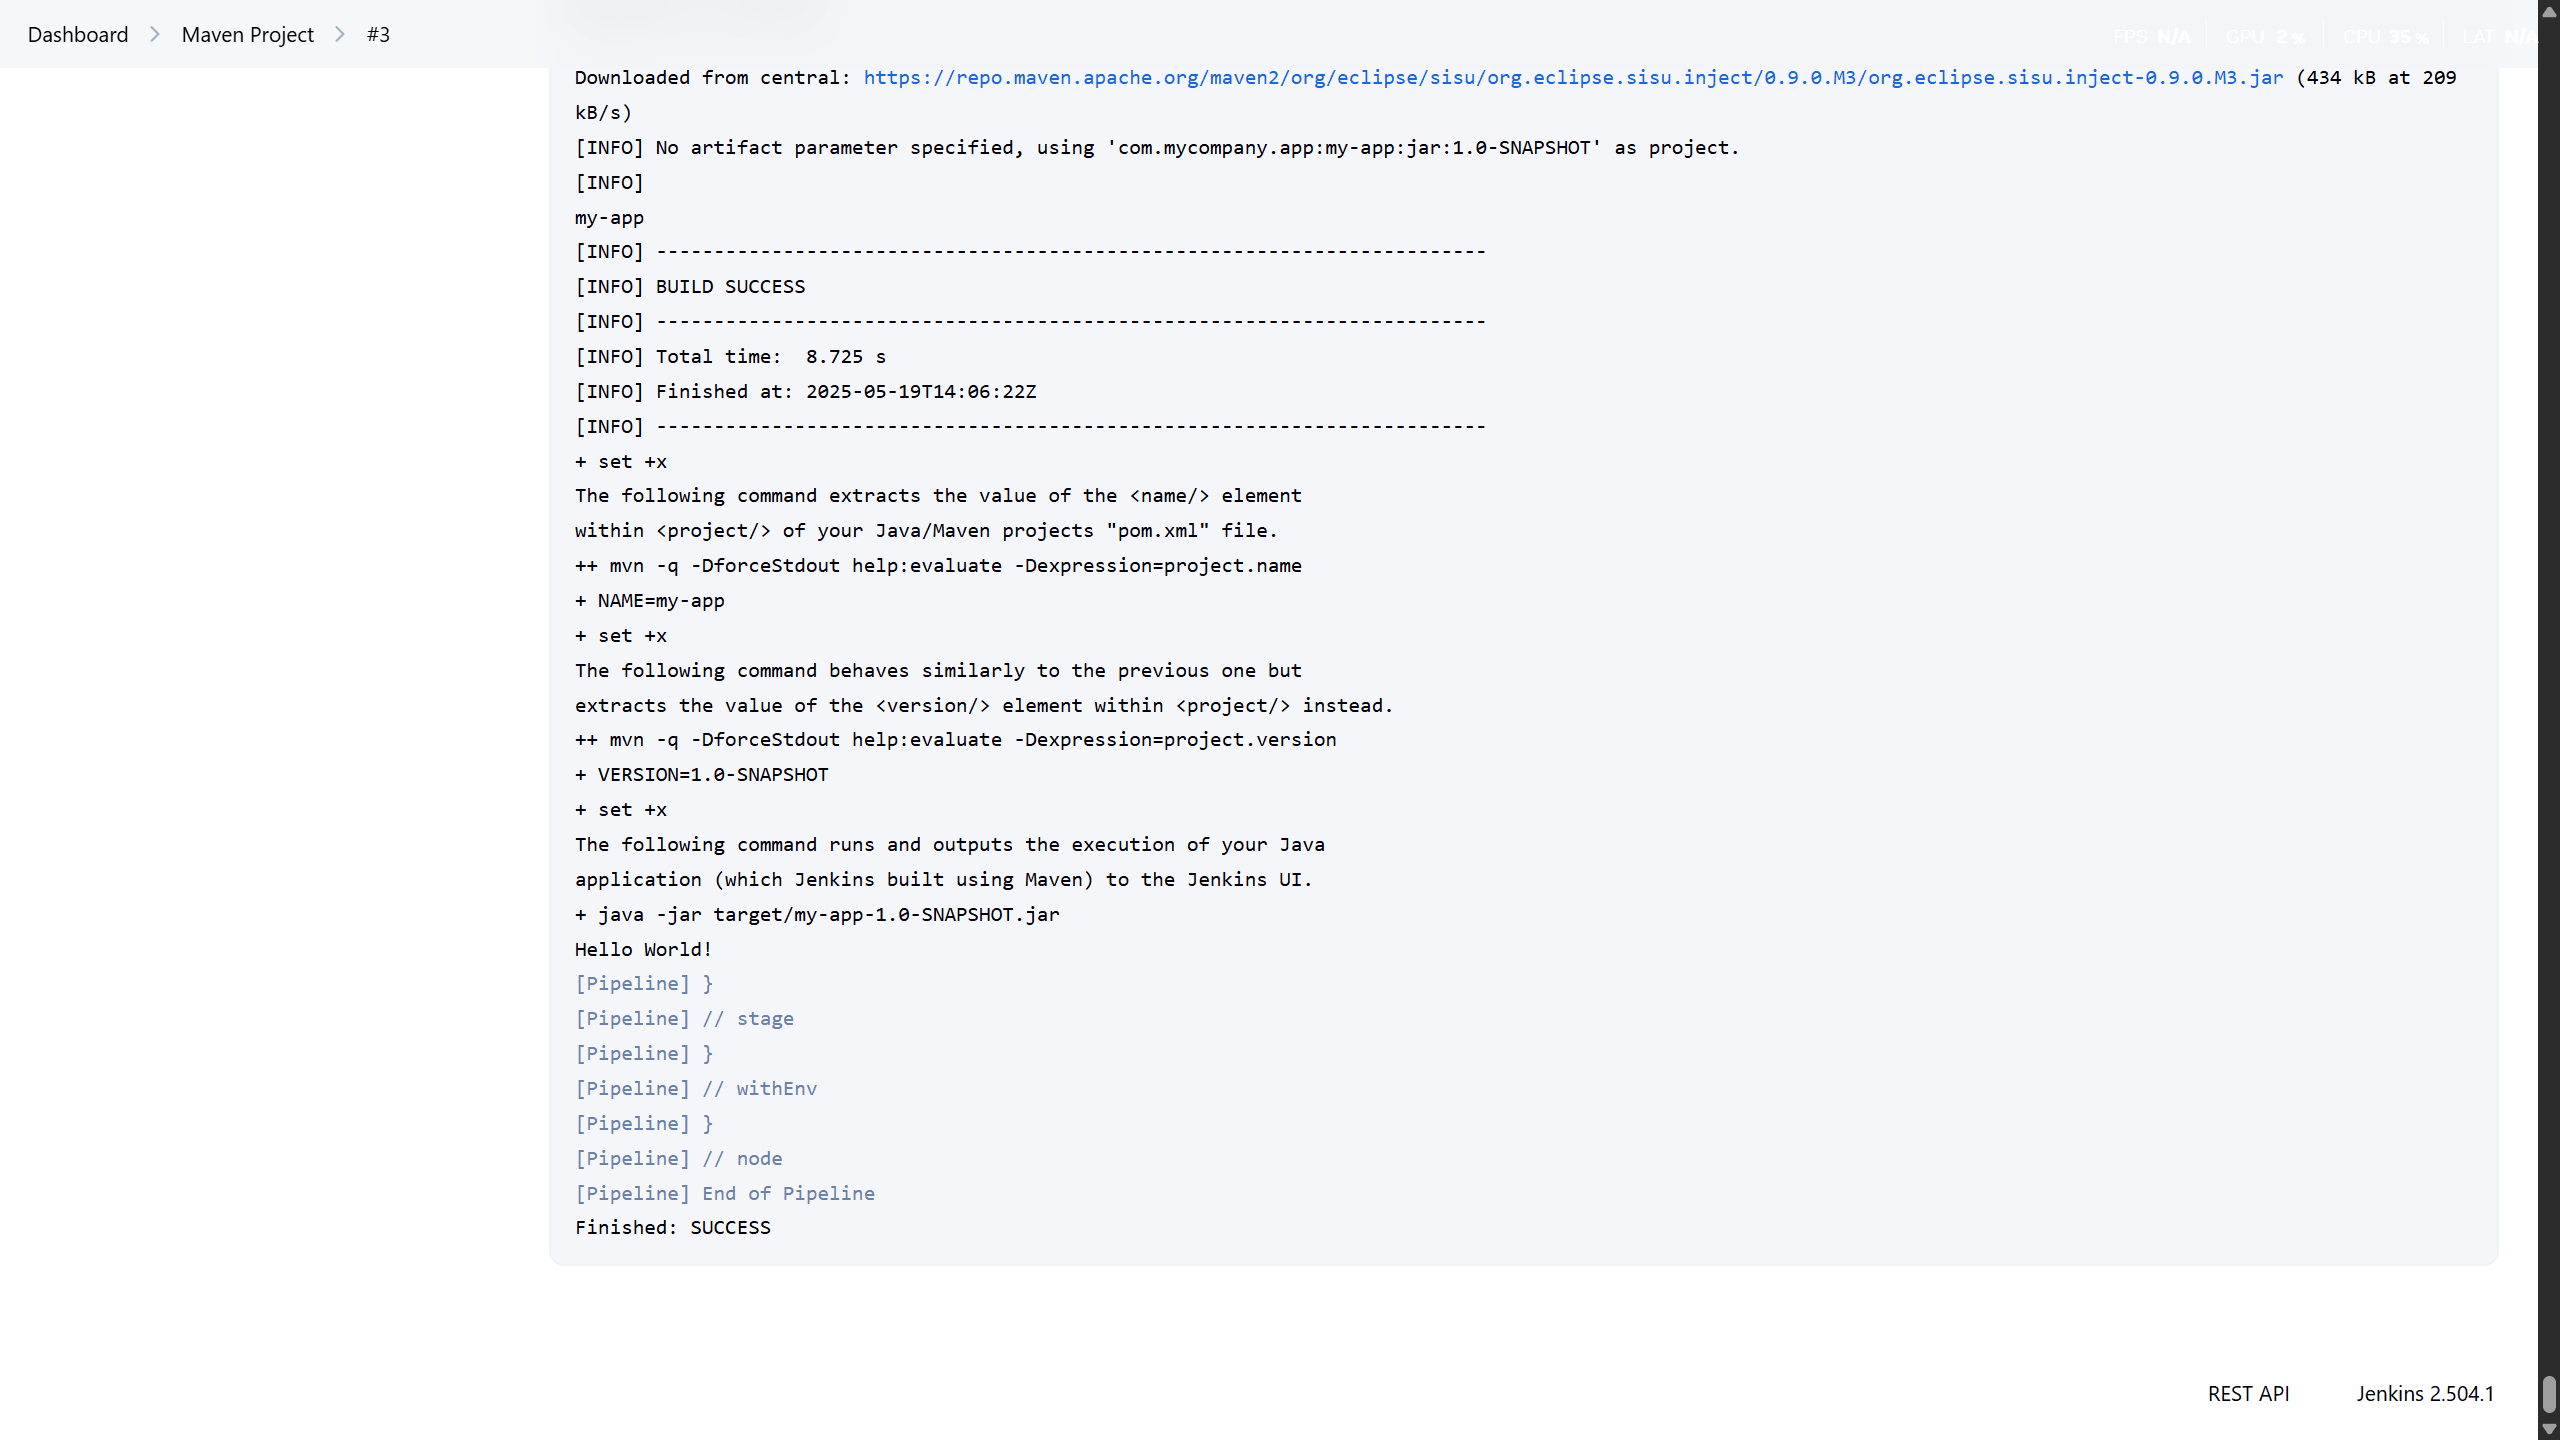 Dashboard > Maven Project > #3
FPS N/A GPU 2% CPU 35% LAT N/A
Downloaded from central: https://repo.maven.apache.org/maven2/org/eclipse/sisu/org.eclipse.sisu.inject/0.9.0.M3/org.eclipse.sisu.inject-0.9.0.M3.jar (434 kB at 209
kB/s)
[INFO] No artifact parameter specified, using 'com.mycompany.app:my-app:jar:1.0-SNAPSHOT' as project.
[INFO]
my-app
[INFO] ------------------------------------------------------------------------
[INFO] BUILD SUCCESS
[INFO] ------------------------------------------------------------------------
[INFO] Total time:  8.725 s
[INFO] Finished at: 2025-05-19T14:06:22Z
[INFO] ------------------------------------------------------------------------
+ set +x
The following command extracts the value of the <name/> element
within <project/> of your Java/Maven projects "pom.xml" file.
++ mvn -q -DforceStdout help:evaluate -Dexpression=project.name
+ NAME=my-app
+ set +x
The following command behaves similarly to the previous one but
extracts the value of the <version/> element within <project/> instead.
++ mvn -q -DforceStdout help:evaluate -Dexpression=project.version
+ VERSION=1.0-SNAPSHOT
+ set +x
The following command runs and outputs the execution of your Java
application (which Jenkins built using Maven) to the Jenkins UI.
+ java -jar target/my-app-1.0-SNAPSHOT.jar
Hello World!
[Pipeline] }
[Pipeline] // stage
[Pipeline] }
[Pipeline] // withEnv
[Pipeline] }
[Pipeline] // node
[Pipeline] End of Pipeline
Finished: SUCCESS
REST API Jenkins 2.504.1